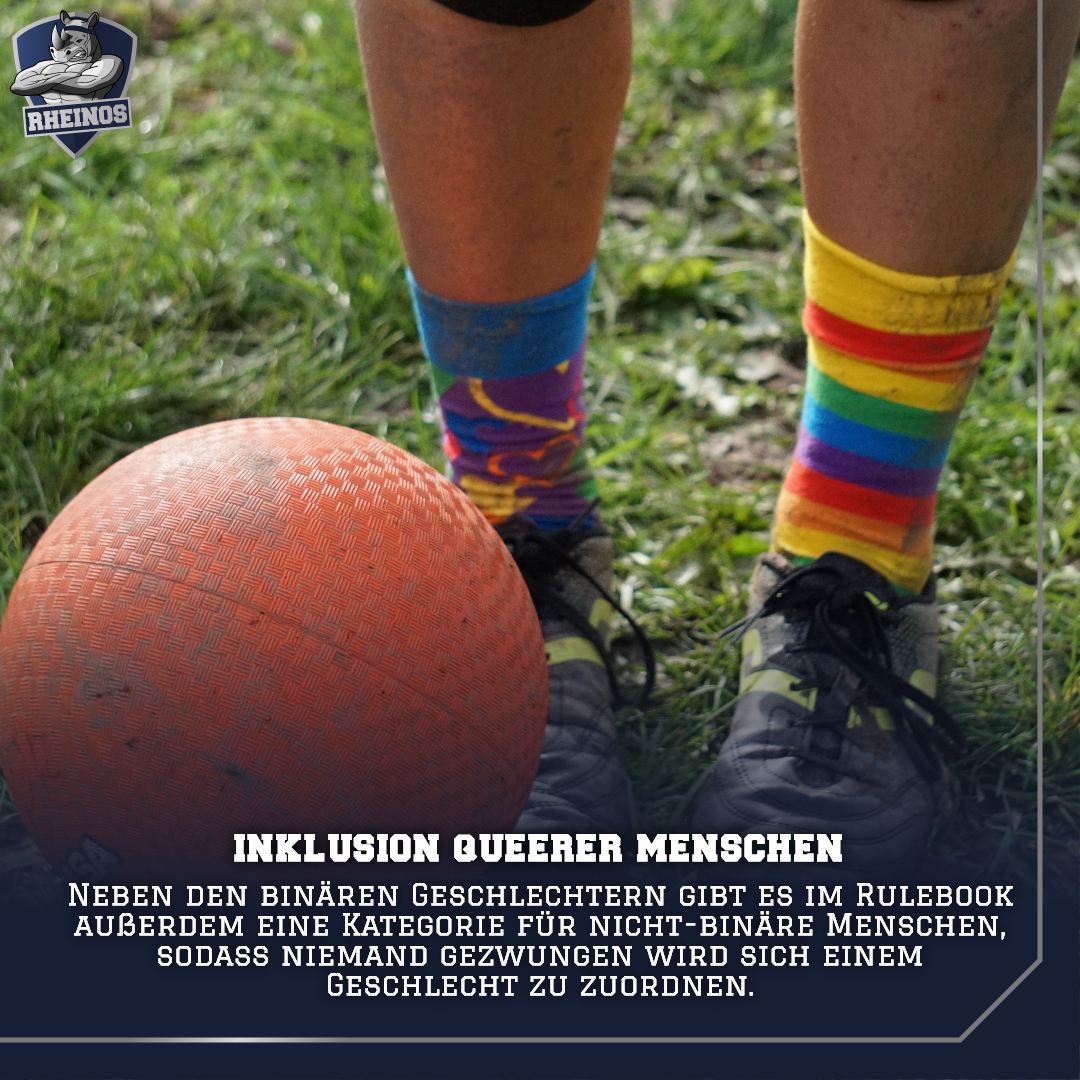 RHEINOS
INKLUSION QUEERER MENSCHEN
Neben den binären Geschlechtern gibt es im Rulebook
außerdem eine Kategorie für nicht-binäre Menschen,
sodass niemand gezwungen wird sich einem
Geschlecht zu zuordnen.